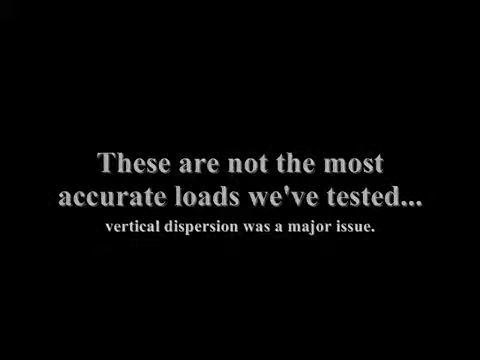 These are not the most
accurate loads we've tested...
vertical dispersion was a major issue.